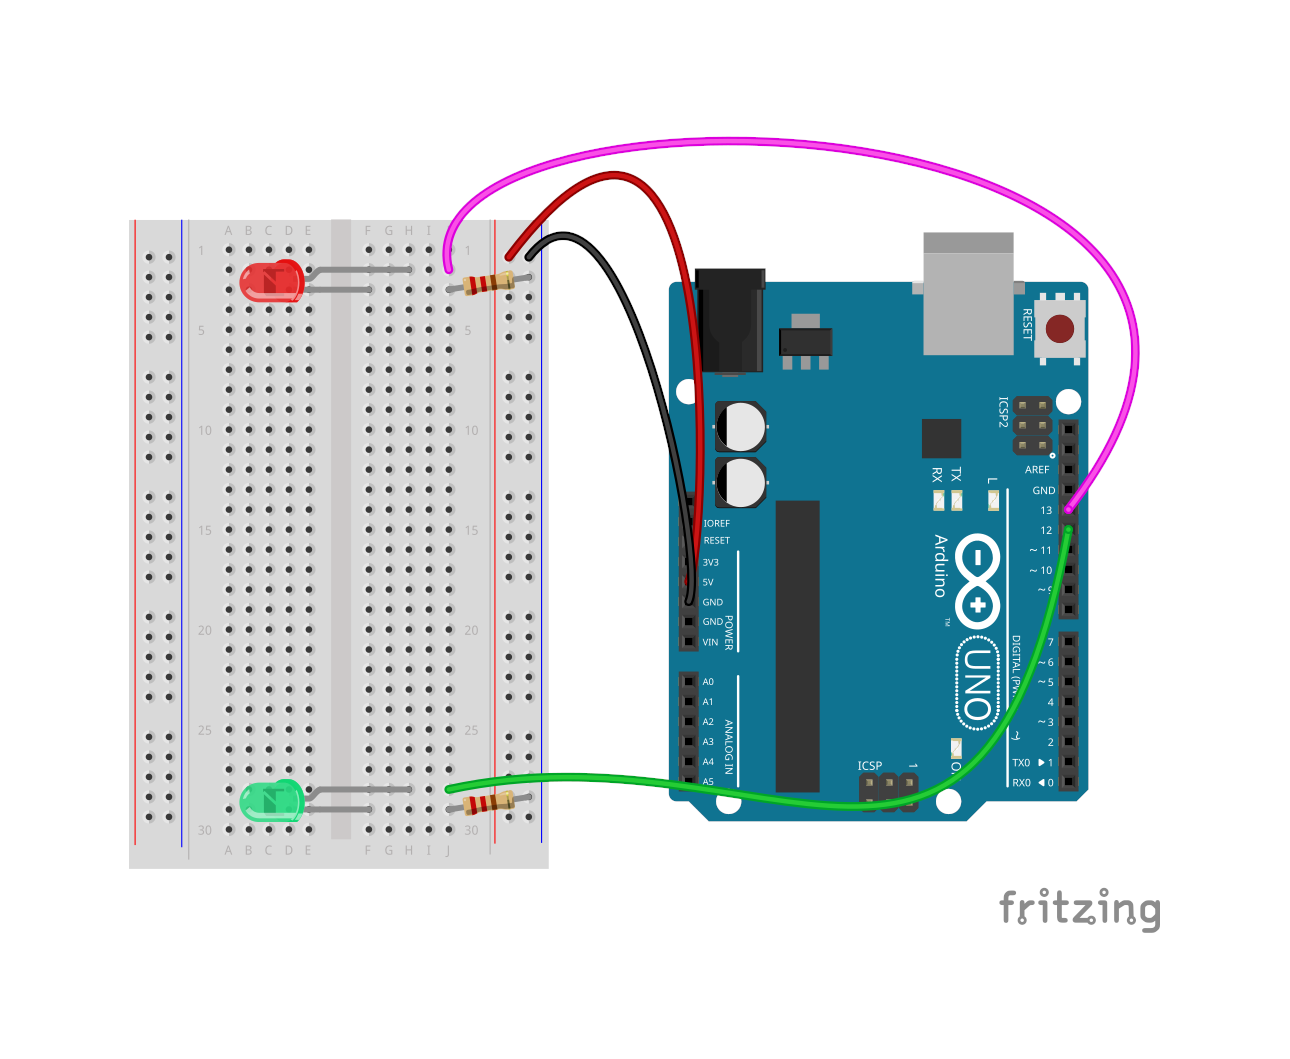 A B C D E F G H I
1 1
5 5
10 10
15 15
20 20
25 25
30 30
A B C D E F G H I J
RESET
ICSP2
AREF
GND
13
12
~ 11
~ 10
~ 9
7
~ 6
~ 5
4
~ 3
2
TX0 1
RX0 0
RX
TX
L
IOREF
RESET
3V3
5V
GND
GND
VIN
POWER
A0
A1
A2
A3
A4
A5
ANALOG IN
Arduino
TM
UNO
ICSP
1
fritzing